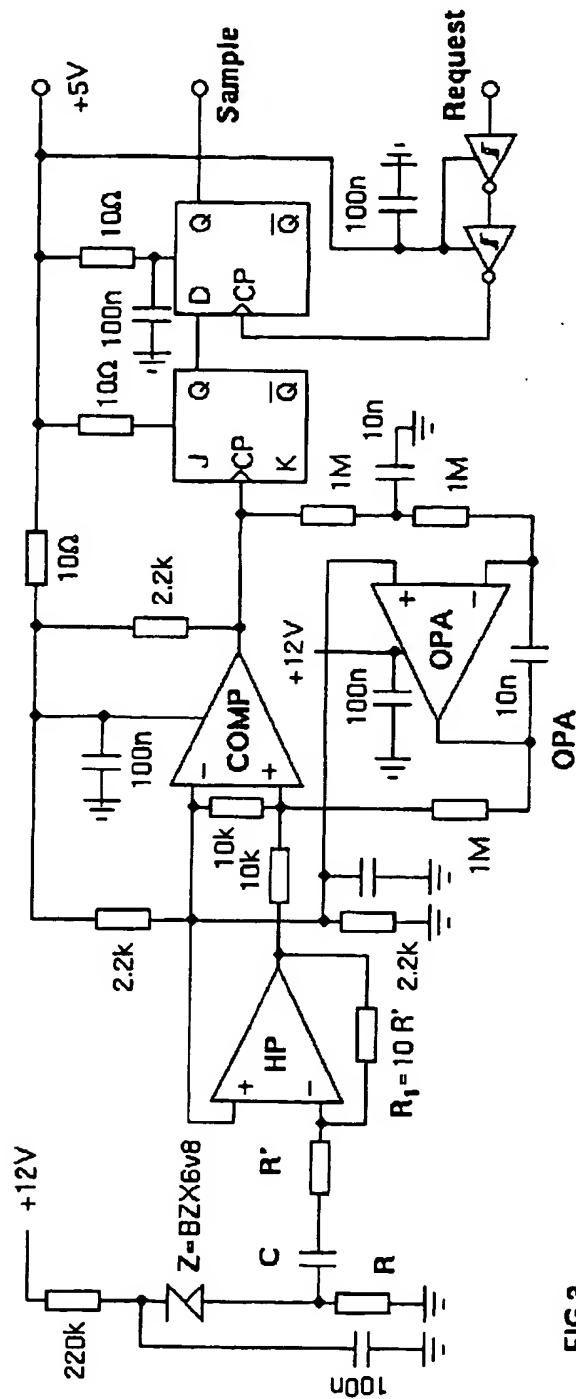 +12V
220k
100n
Z=BZX6v8
R
C
R'
HP
+
-
R₁=10 R'
2.2k
2.2k
10k
10k
COMP
-
+
100n
2.2k
10Ω
1M
OPA
+
-
+12V
100n
10n
OPA
1M
10n
1M
J
CP
K
Q
Q̅
10Ω
100n
10Ω
D
CP
Q
Q̅
100n
+5V
Sample
Request
FIG 3